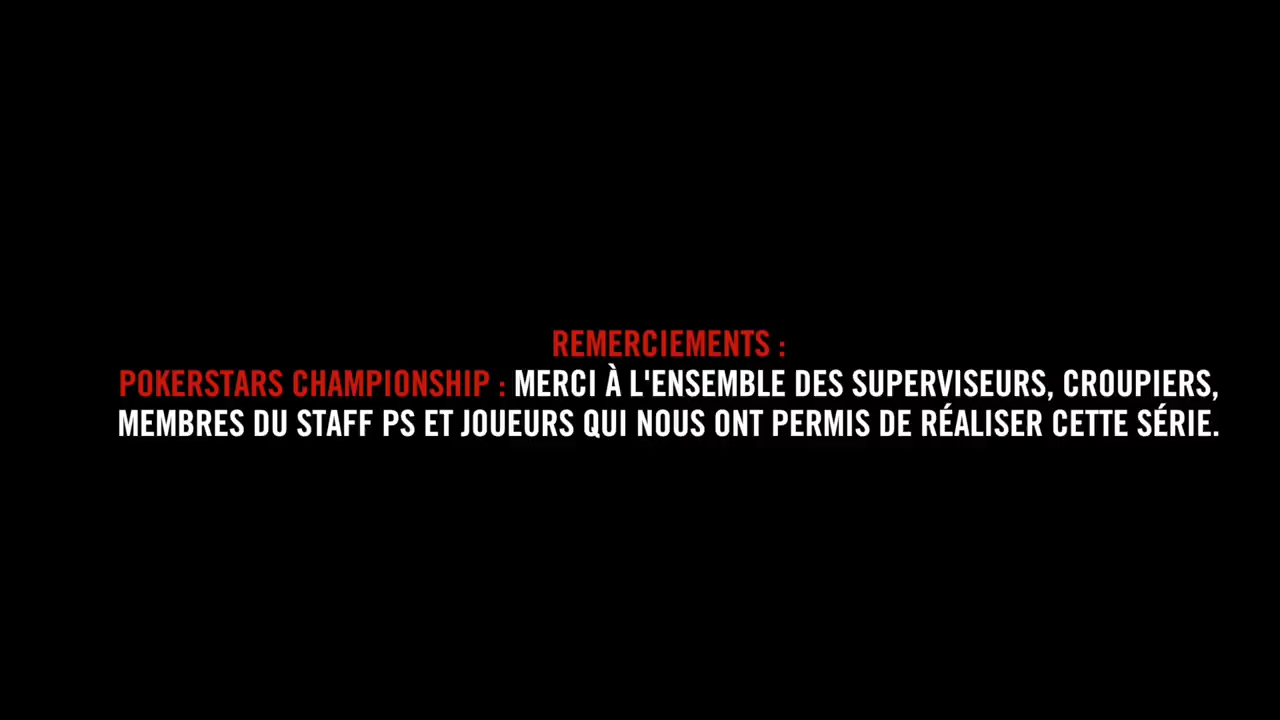 REMERCIEMENTS :
POKERSTARS CHAMPIONSHIP : MERCI À L'ENSEMBLE DES SUPERVISEURS, CROUPIERS,
MEMBRES DU STAFF PS ET JOUEURS QUI NOUS ONT PERMIS DE RÉALISER CETTE SÉRIE.